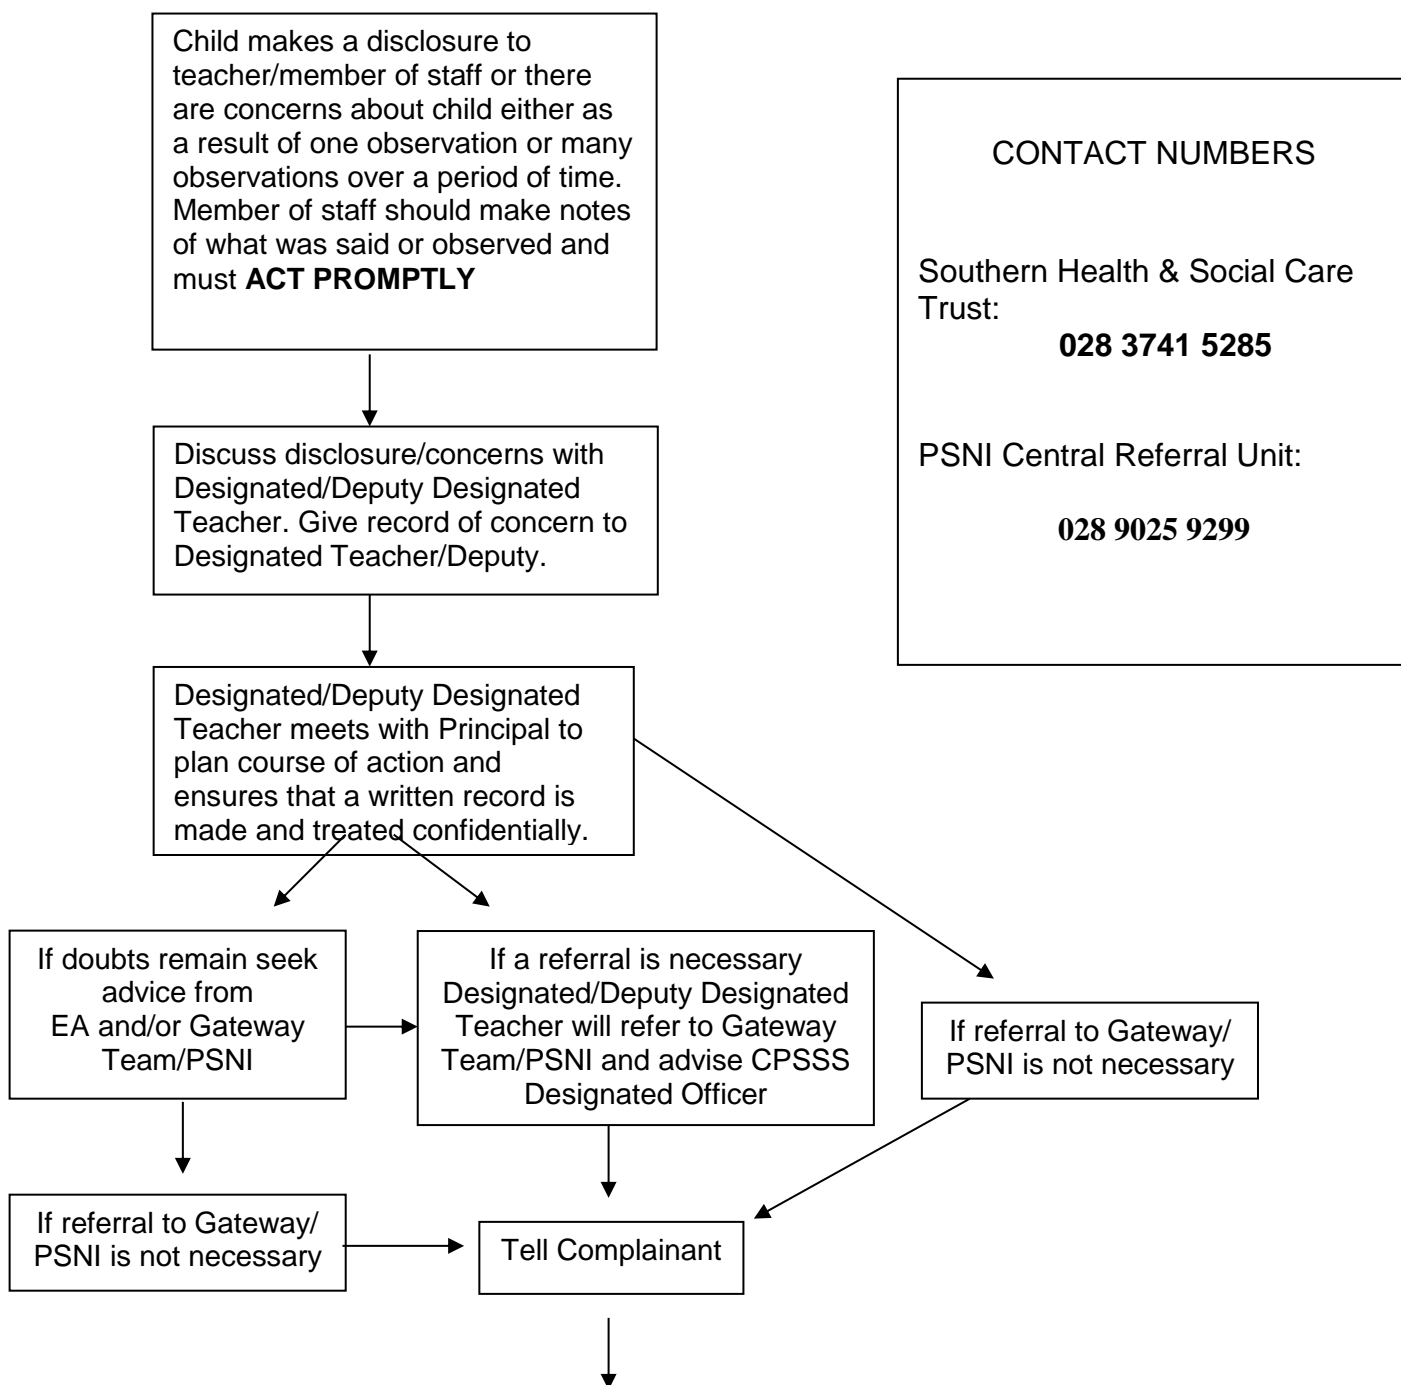 Child makes a disclosure to
teacher/member of staff or there
are concerns about child either as
a result of one observation or many
observations over a period of time.
Member of staff should make notes
of what was said or observed and
must ACT PROMPTLY
CONTACT NUMBERS
Southern Health & Social Care
Trust:
028 3741 5285
PSNI Central Referral Unit:
028 9025 9299
Discuss disclosure/concerns with
Designated/Deputy Designated
Teacher. Give record of concern to
Designated Teacher/Deputy.
Designated/Deputy Designated
Teacher meets with Principal to
plan course of action and
ensures that a written record is
made and treated confidentially.
If doubts remain seek
advice from
EA and/or Gateway
Team/PSNI
If a referral is necessary
Designated/Deputy Designated
Teacher will refer to Gateway
Team/PSNI and advise CPSSS
Designated Officer
If referral to Gateway/
PSNI is not necessary
If referral to Gateway/
PSNI is not necessary
Tell Complainant